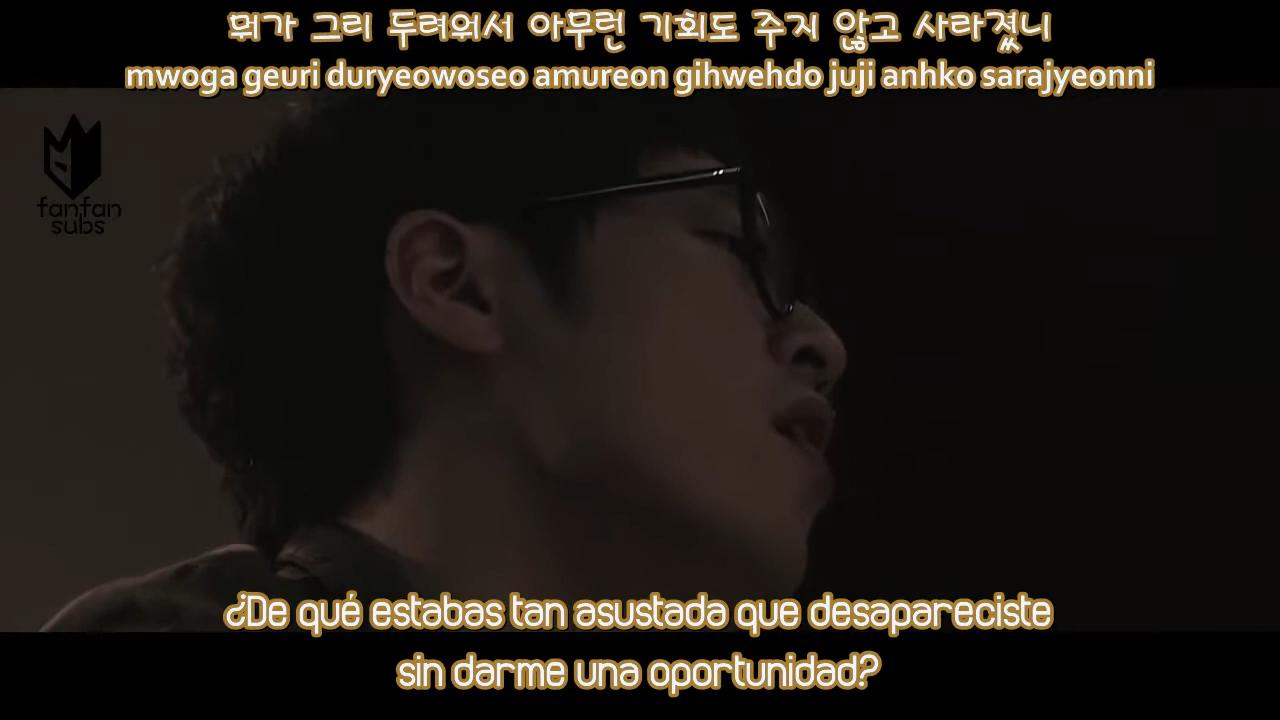 뭐가 그리 두려워서 아무런 기회도 주지 않고 사라졌니
mwoga geuri duryeowoseo amureon gihwehdo juji anhko sarajyeonni
fanfan
subs
¿De qué estabas tan asustada que desapareciste
sin darme una oportunidad?